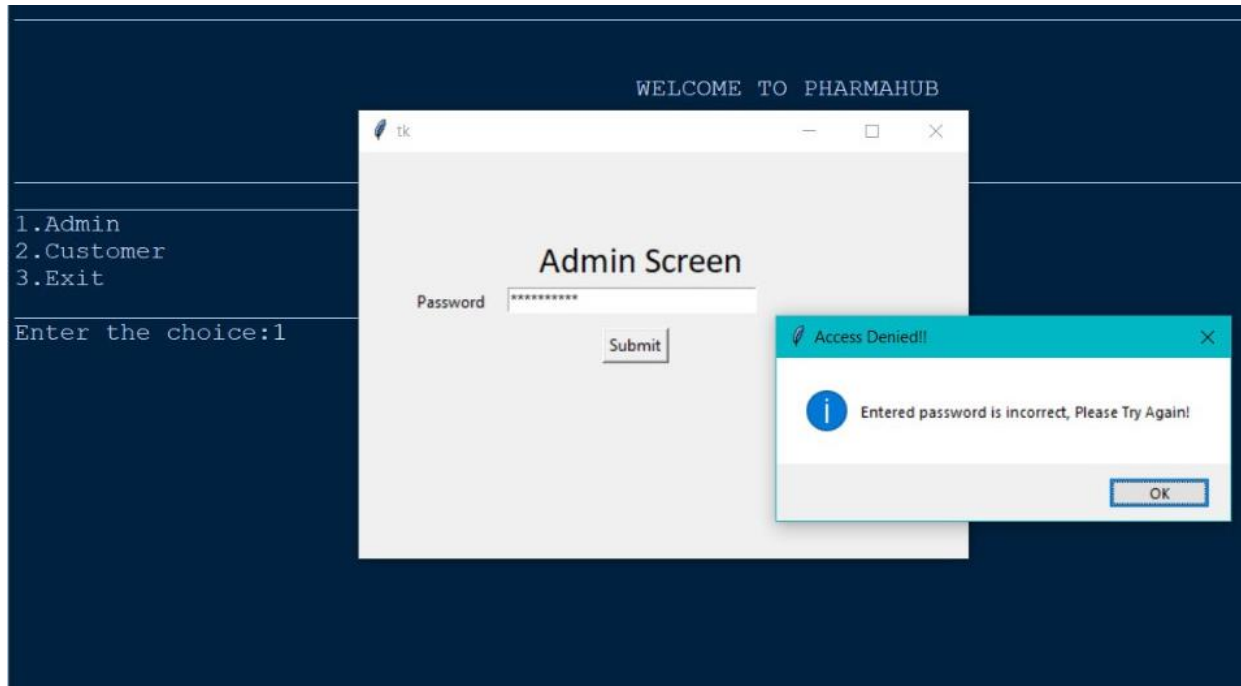 WELCOME TO PHARMAHUB
tk
1.Admin
2.Customer
3.Exit
Enter the choice:1
Admin Screen
Password **********
Submit
Access Denied!!
Entered password is incorrect, Please Try Again!
OK